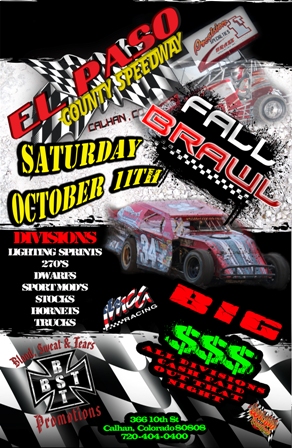 EL PASO
COUNTY SPEEDWAY
CALHAN, C
FALL
BRAWL
SATURDAY
OCTOBER 11TH
DIVISIONS
LIGHTING SPRINTS
270'S
DWARFS
SPORT MOD'S
STOCKS
HORNETS
TRUCKS
IMCA
RACING
BIG
$$$
Blood, Sweat & Tears
BST
BST
Promotions
366 10th St
Calhan, Colorado 80808
720-404-0400